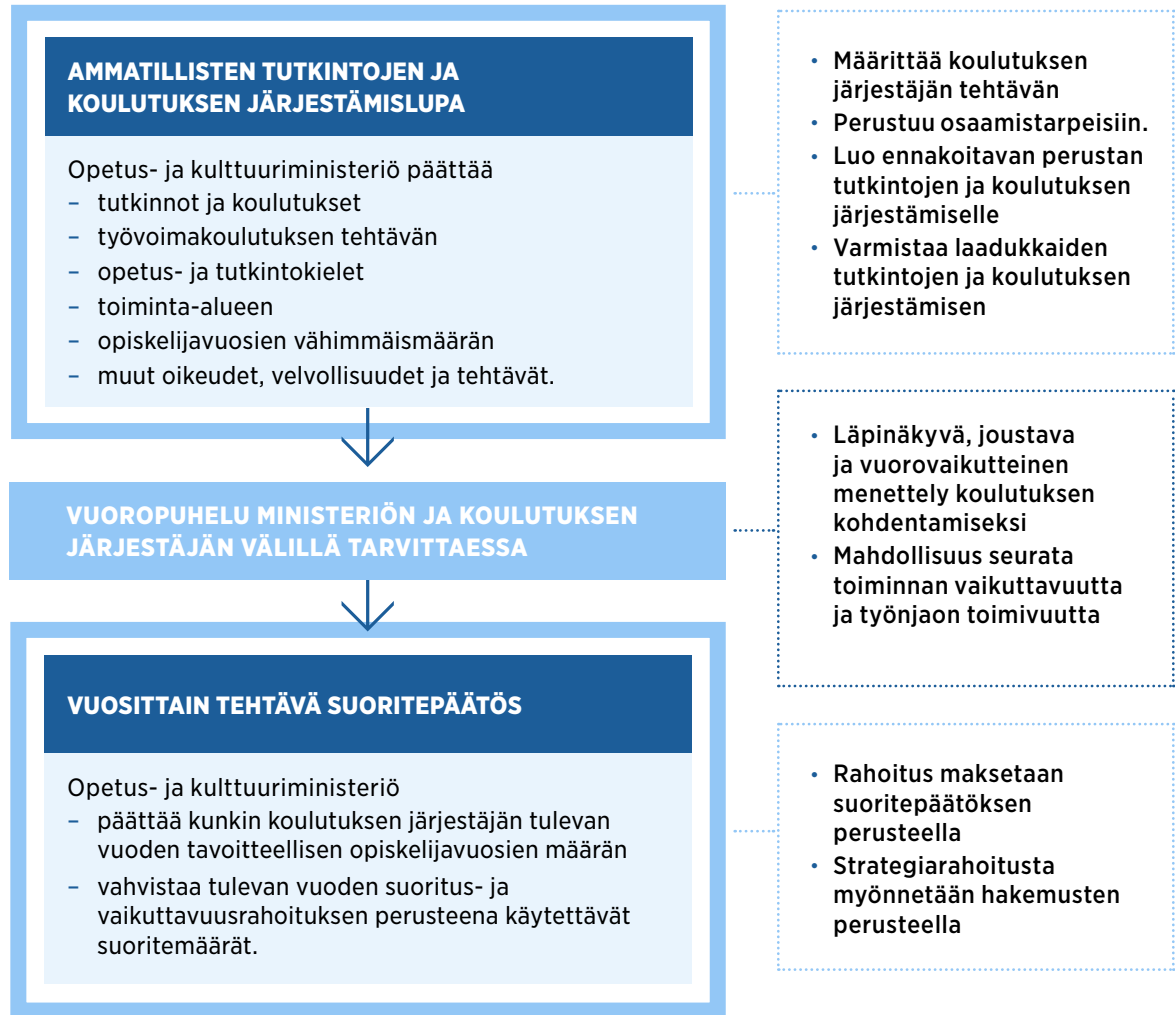 AMMATILLISTEN TUTKINTOJEN JA
KOULUTUKSEN JÄRJESTÄMISLUPA
Opetus- ja kulttuuriministeriö päättää
– tutkinnot ja koulutukset
– työvoimakoulutuksen tehtävän
– opetus- ja tutkintokielet
– toiminta-alueen
– opiskelijavuosien vähimmäismäärän
– muut oikeudet, velvollisuudet ja tehtävät.
• Määrittää koulutuksen
järjestäjän tehtävän
• Perustuu osaamistarpeisiin.
• Luo ennakoitavan perustan
tutkintojen ja koulutuksen
järjestämiselle
• Varmistaa laadukkaiden
tutkintojen ja koulutuksen
järjestämisen
VUOROPUHELU MINISTERIÖN JA KOULUTUKSEN
JÄRJESTÄJÄN VÄLILLÄ TARVITTAESSA
• Läpinäkyvä, joustava
ja vuorovaikutteinen
menettely koulutuksen
kohdentamiseksi
• Mahdollisuus seurata
toiminnan vaikuttavuutta
ja työnjaon toimivuutta
VUOSITTAIN TEHTÄVÄ SUORITEPÄÄTÖS
Opetus- ja kulttuuriministeriö
– päättää kunkin koulutuksen järjestäjän tulevan
vuoden tavoitteellisen opiskelijavuosien määrän
– vahvistaa tulevan vuoden suoritus- ja
vaikuttavuusrahoituksen perusteena käytettävät
suoritemäärät.
• Rahoitus maksetaan
suoritepäätöksen
perusteella
• Strategiarahoitusta
myönnetään hakemusten
perusteella